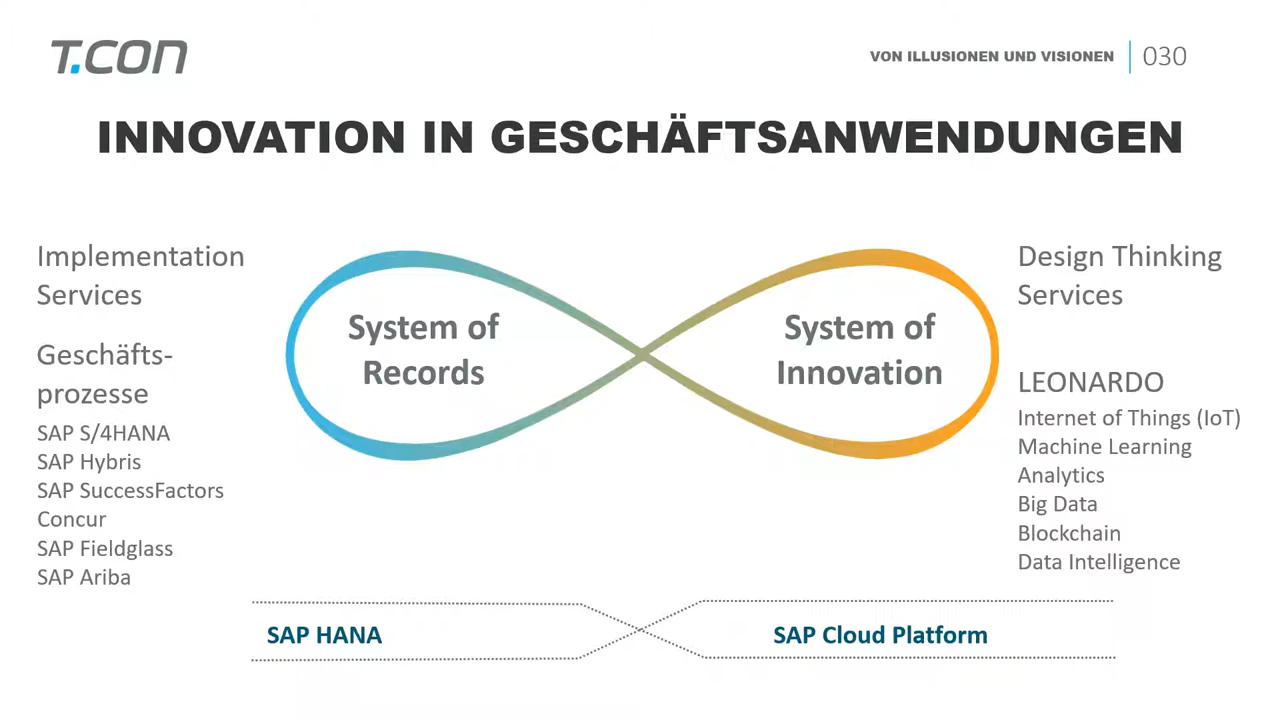 T.CON
VON ILLUSIONEN UND VISIONEN
030
INNOVATION IN GESCHÄFTSANWENDUNGEN
Implementation
Services
Geschäfts-
prozesse
SAP S/4HANA
SAP Hybris
SAP SuccessFactors
Concur
SAP Fieldglass
SAP Ariba
System of
Records
System of
Innovation
Design Thinking
Services
LEONARDO
Internet of Things (IoT)
Machine Learning
Analytics
Big Data
Blockchain
Data Intelligence
SAP HANA
SAP Cloud Platform